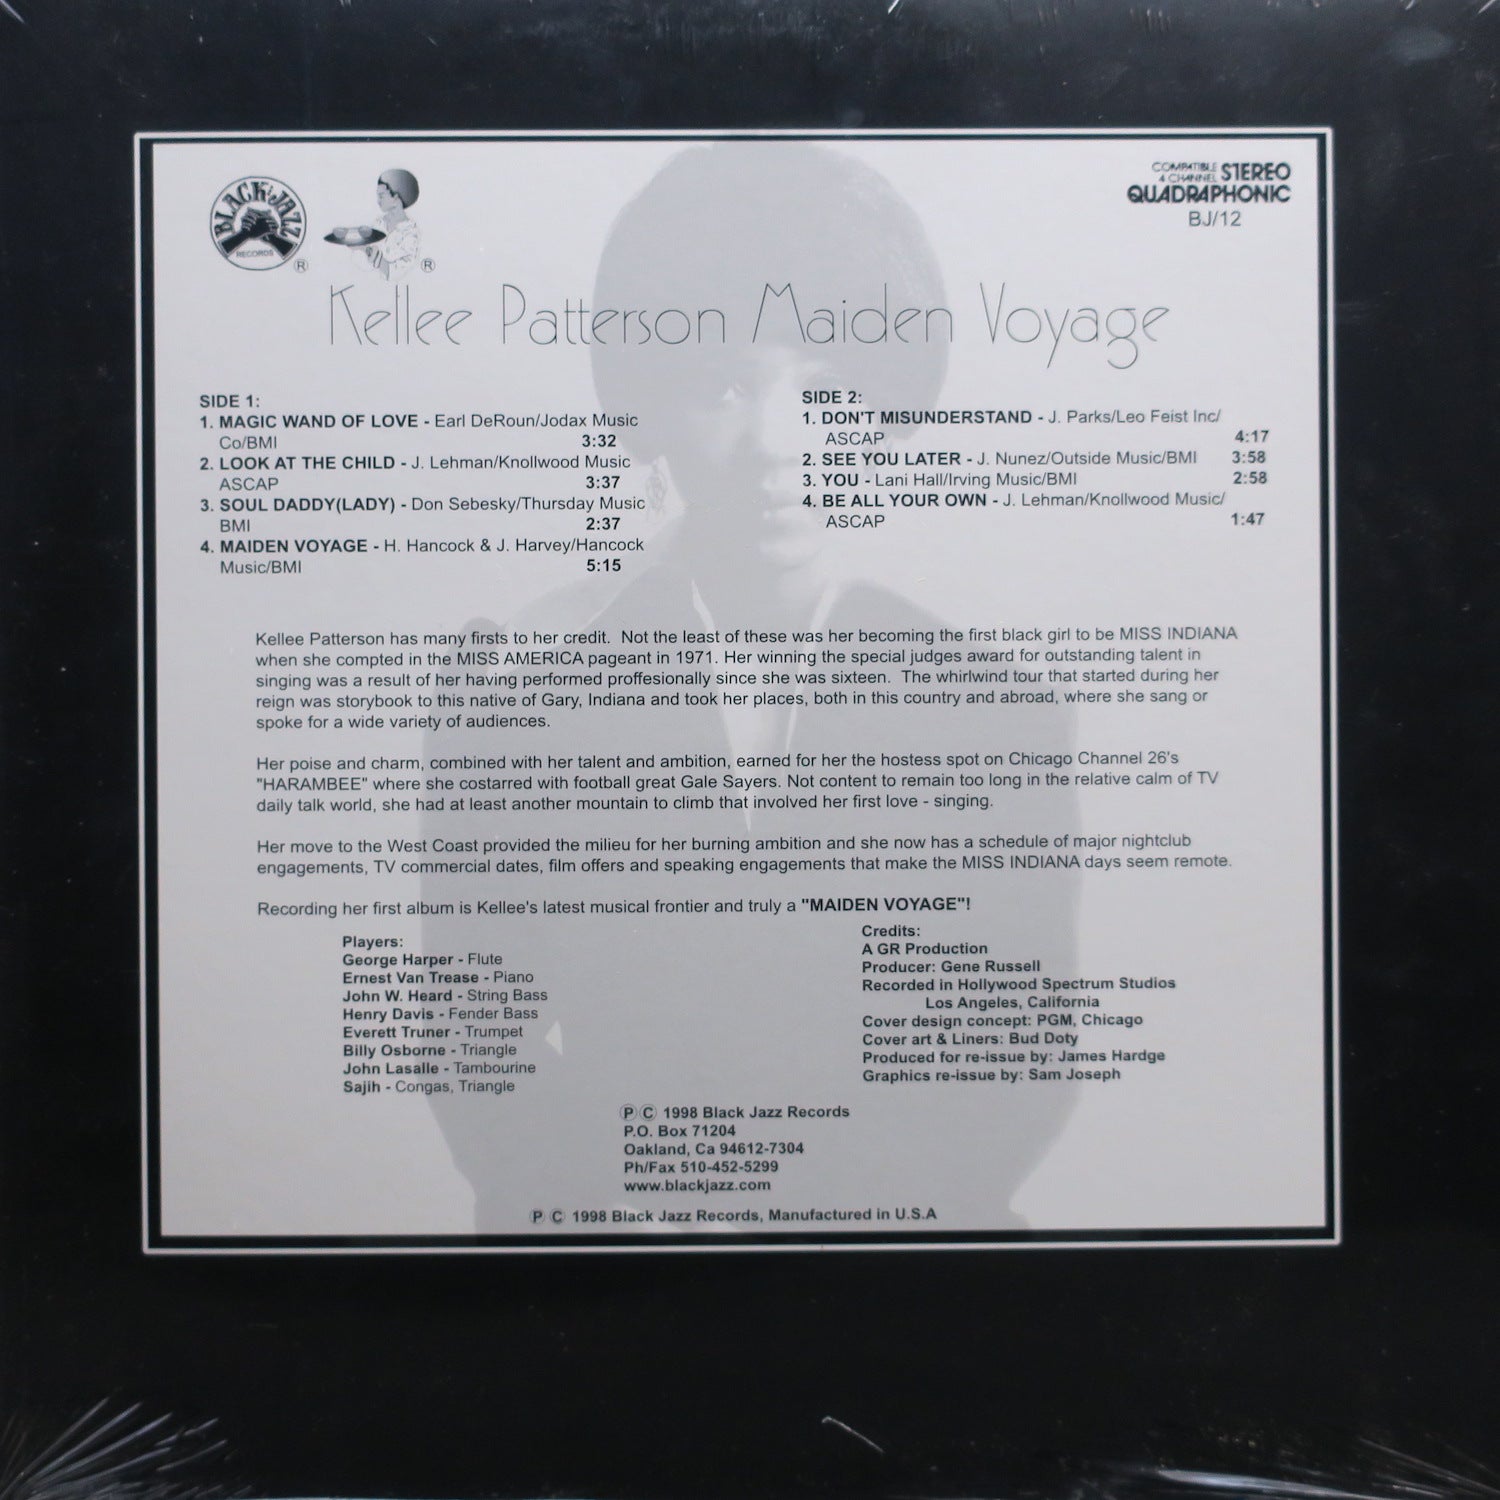 BLACK JAZZ
RECORDS
®
®
COMPATIBLE
4 CHANNEL STEREO
QUADRAPHONIC
BJ/12
Kellee Patterson Maiden Voyage
SIDE 1:
1. MAGIC WAND OF LOVE - Earl DeRoun/Jodax Music
Co/BMI 3:32
2. LOOK AT THE CHILD - J. Lehman/Knollwood Music
ASCAP 3:37
3. SOUL DADDY(LADY) - Don Sebesky/Thursday Music
BMI 2:37
4. MAIDEN VOYAGE - H. Hancock & J. Harvey/Hancock
Music/BMI 5:15
SIDE 2:
1. DON'T MISUNDERSTAND - J. Parks/Leo Feist Inc/
ASCAP 4:17
2. SEE YOU LATER - J. Nunez/Outside Music/BMI 3:58
3. YOU - Lani Hall/Irving Music/BMI 2:58
4. BE ALL YOUR OWN - J. Lehman/Knollwood Music/
ASCAP 1:47
Kellee Patterson has many firsts to her credit. Not the least of these was her becoming the first black girl to be MISS INDIANA
when she compted in the MISS AMERICA pageant in 1971. Her winning the special judges award for outstanding talent in
singing was a result of her having performed proffesionally since she was sixteen. The whirlwind tour that started during her
reign was storybook to this native of Gary, Indiana and took her places, both in this country and abroad, where she sang or
spoke for a wide variety of audiences.
Her poise and charm, combined with her talent and ambition, earned for her the hostess spot on Chicago Channel 26's
"HARAMBEE" where she costarred with football great Gale Sayers. Not content to remain too long in the relative calm of TV
daily talk world, she had at least another mountain to climb that involved her first love - singing.
Her move to the West Coast provided the milieu for her burning ambition and she now has a schedule of major nightclub
engagements, TV commercial dates, film offers and speaking engagements that make the MISS INDIANA days seem remote.
Recording her first album is Kellee's latest musical frontier and truly a "MAIDEN VOYAGE"!
Players:
George Harper - Flute
Ernest Van Trease - Piano
John W. Heard - String Bass
Henry Davis - Fender Bass
Everett Truner - Trumpet
Billy Osborne - Triangle
John Lasalle - Tambourine
Sajih - Congas, Triangle
Credits:
A GR Production
Producer: Gene Russell
Recorded in Hollywood Spectrum Studios
Los Angeles, California
Cover design concept: PGM, Chicago
Cover art & Liners: Bud Doty
Produced for re-issue by: James Hardge
Graphics re-issue by: Sam Joseph
Ⓟ Ⓒ 1998 Black Jazz Records
P.O. Box 71204
Oakland, Ca 94612-7304
Ph/Fax 510-452-5299
www.blackjazz.com
Ⓟ Ⓒ 1998 Black Jazz Records, Manufactured in U.S.A